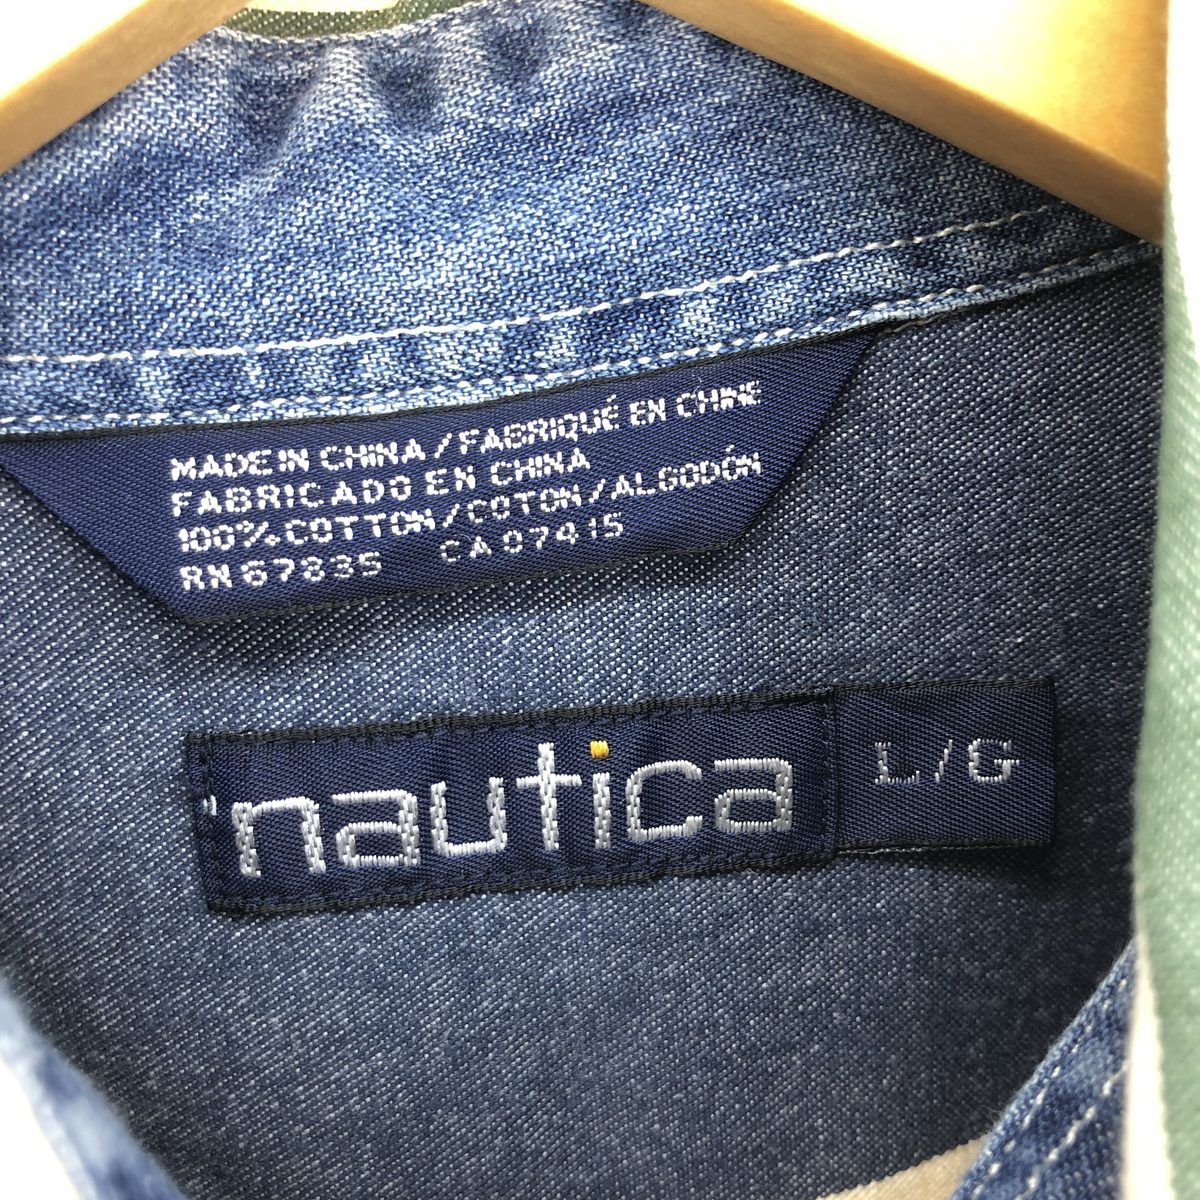 MADE IN CHINA/FABRIQUÉ EN CHINE
FABRICADO EN CHINA
100% COTTON/COTON/ALGODÓN
RN 67835 CA 07415
nautica L/G